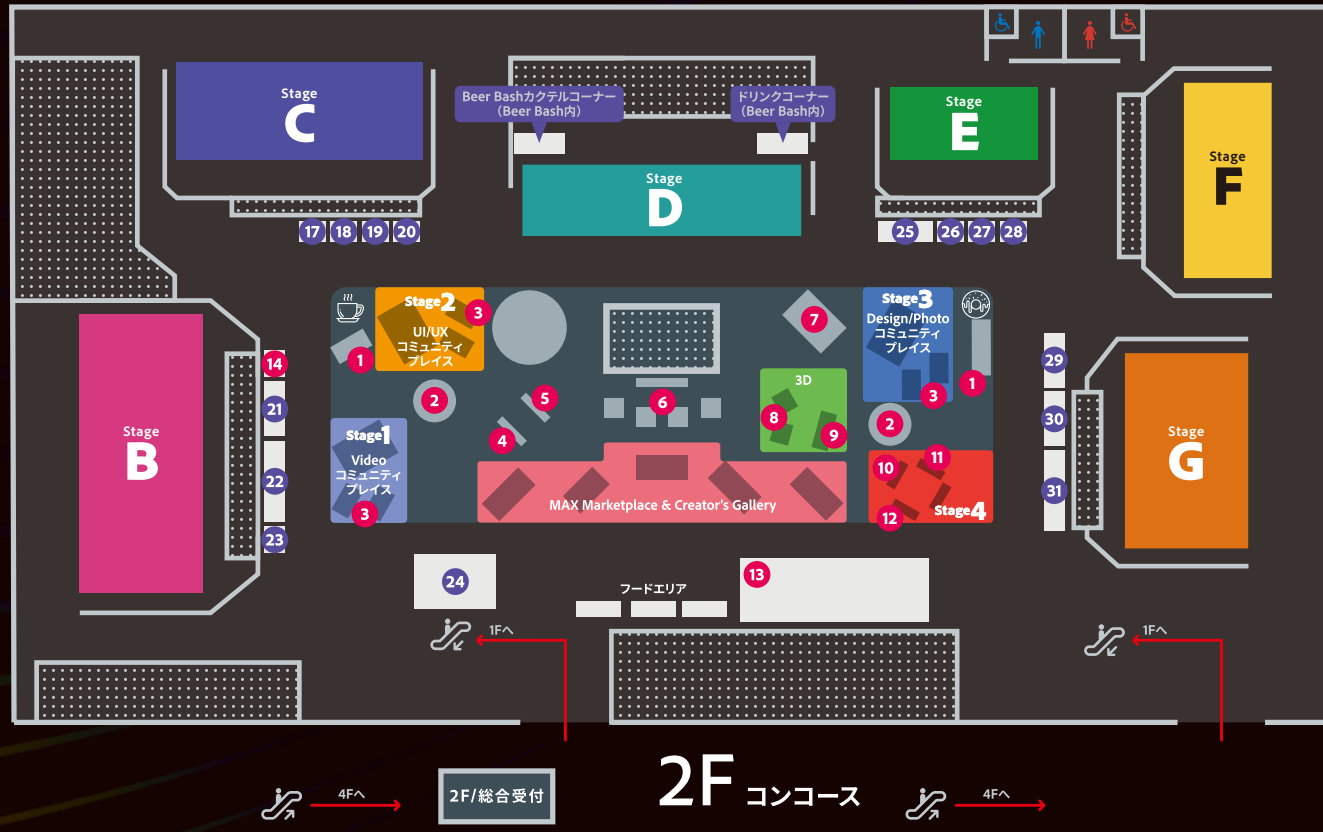 Stage
C
Beer Bashカクテルコーナー
（Beer Bash内）
ドリンクコーナー
（Beer Bash内）
Stage
E
Stage
F
Stage
D
17 18 19 20
25 26 27 28
Stage2
3
UI/UX
コミュニティ
プレイス
1
7
Stage3
Design/Photo
コミュニティ
プレイス
3
1
Stage
B
14
21
22
23
2
5
4
6
3D
8
9
2
Stage1
Video
コミュニティ
プレイス
3
MAX Marketplace & Creator's Gallery
10
11
12
Stage4
29
30
31
Stage
G
24
フードエリア
13
1Fへ
1Fへ
4Fへ
2F/総合受付
2F コンコース
4Fへ